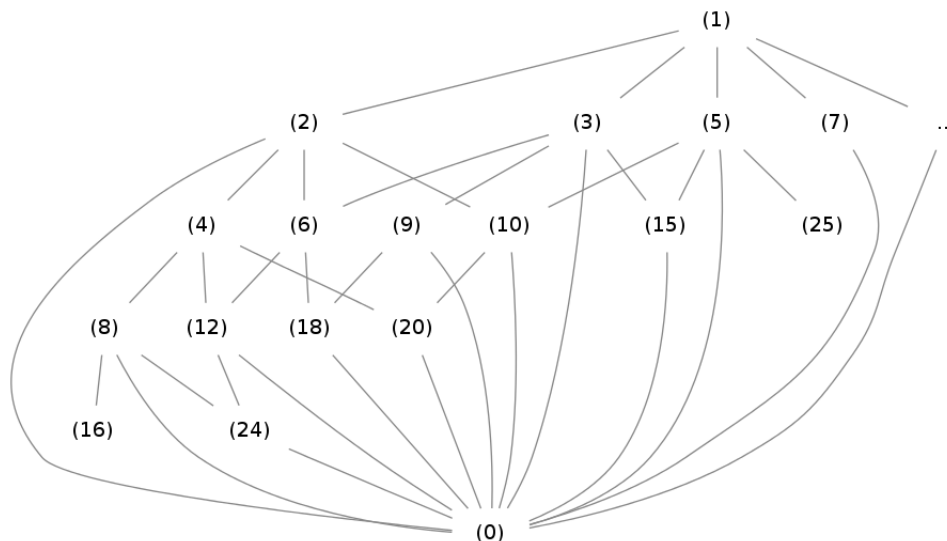 (1)
(2) (3) (5) (7) ..
(4) (6) (9) (10) (15) (25)
(8) (12) (18) (20)
(16) (24)
(0)